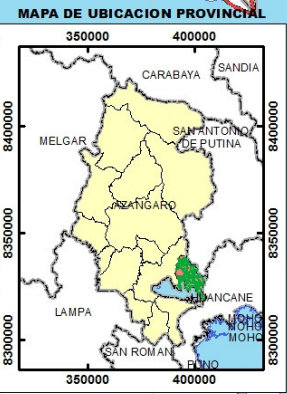 MAPA DE UBICACION PROVINCIAL
350000 400000
SANDIA
CARABAYA
8400000 8400000
MELGAR
SAN ANTONIO
DE PUTINA
AZANGARO
8350000 8350000
HUANCANE
LAMPA
MOHO
MOHO
MOHO
8300000 8300000
SAN ROMAN
PUNO
350000 400000